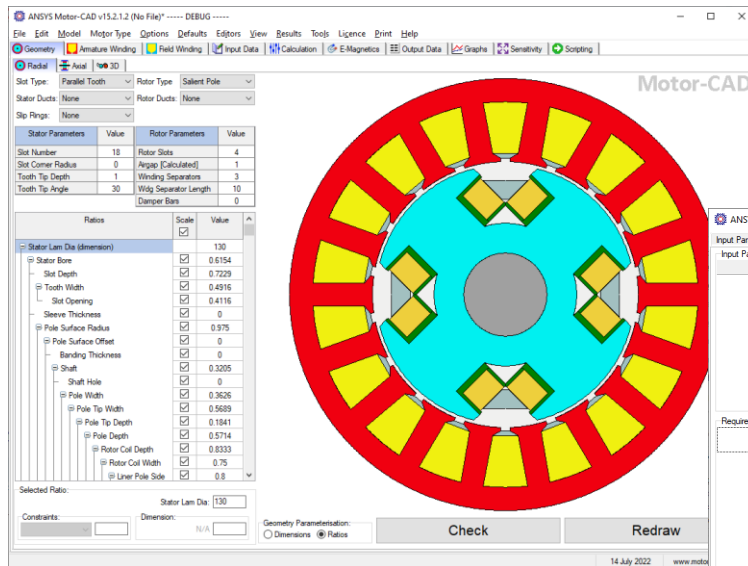 ANSYS Motor-CAD v15.2.1.2 (No File)* ----- DEBUG -----
File Edit Model Motor Type Options Defaults Editors View Results Tools Licence Print Help
Geometry Armature Winding Field Winding Input Data Calculation E-Magnetics Output Data Graphs Sensitivity Scripting
Radial Axial 3D
Slot Type: Parallel Tooth Rotor Type Salient Pole
Motor-CAD
Stator Ducts: None Rotor Ducts: None
Slip Rings: None
Stator Parameters Value Rotor Parameters Value
Slot Number 18 Rotor Slots 4
Slot Corner Radius 0 Airgap [Calculated] 1
Tooth Tip Depth 1 Winding Separators 3
Tooth Tip Angle 30 Wdg Separator Length 10
Damper Bars 0
Ratios Scale Value
ANS
Input Par
Input Pa
Stator Lam Dia (dimension) 130
Stator Bore 0.6154
Slot Depth 0.7229
Tooth Width 0.4916
Slot Opening 0.4116
Sleeve Thickness 0
Pole Surface Radius 0.975
Pole Surface Offset 0
Banding Thickness 0
Shaft 0.3205
Shaft Hole 0
Pole Width 0.3626
Pole Tip Width 0.5689
Pole Tip Depth 0.1841
Pole Depth 0.5714
Require
Rotor Coil Depth 0.8333
Rotor Coil Width 0.75
Liner Pole Side 0.8
Selected Ratio:
Stator Lam Dia: 130
Constraints: Dimension:
N/A
Geometry Parameterisation:
Dimensions Ratios
Check Redraw
14 July 2022 www.moto